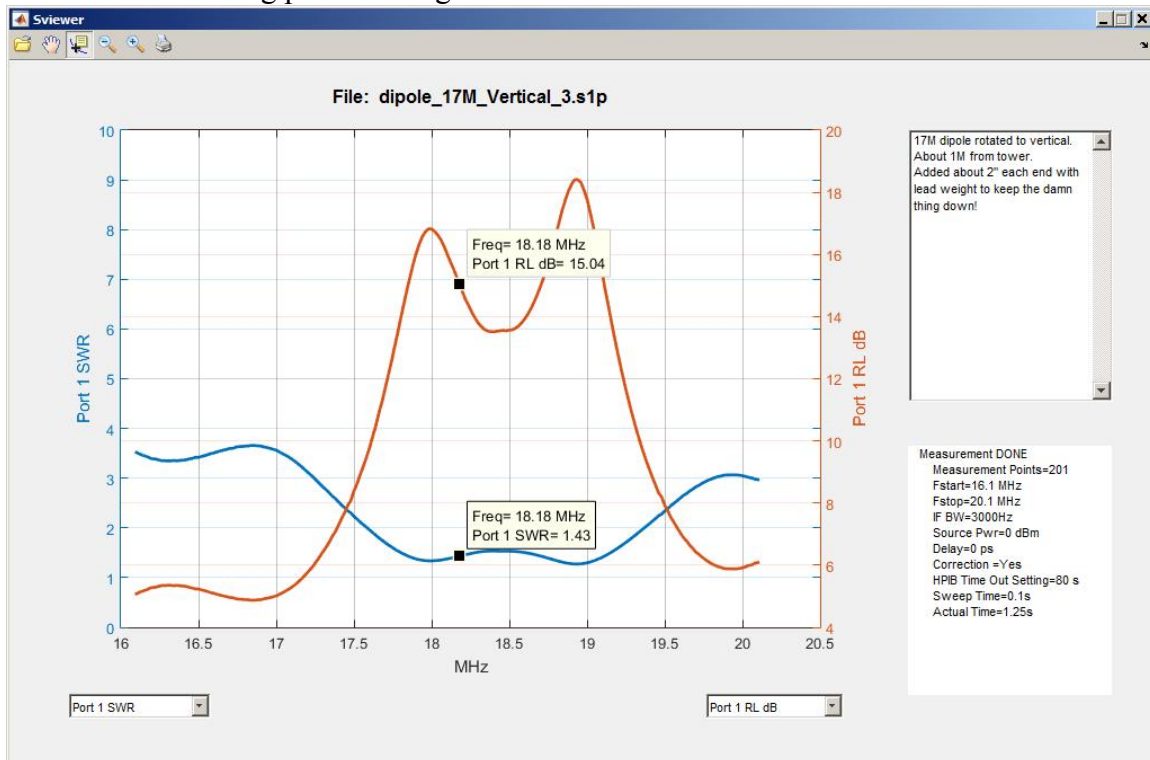 Sviewer
File: dipole_17M_Vertical_3.s1p
10
9
8
7
6
5
4
3
2
1
0
Port 1 SWR
20
18
16
14
12
10
8
6
4
Port 1 RL dB
16
16.5
17
17.5
18
18.5
19
19.5
20
20.5
MHz
Freq= 18.18 MHz
Port 1 RL dB= 15.04
Freq= 18.18 MHz
Port 1 SWR= 1.43
17M dipole rotated to vertical.
About 1M from tower.
Added about 2" each end with
lead weight to keep the damn
thing down!
Measurement DONE
Measurement Points=201
Fstart=16.1 MHz
Fstop=20.1 MHz
IF BW=3000Hz
Source Pwr=0 dBm
Delay=0 ps
Correction =Yes
HPIB Time Out Setting=80 s
Sweep Time=0.1s
Actual Time=1.25s
Port 1 SWR
Port 1 RL dB